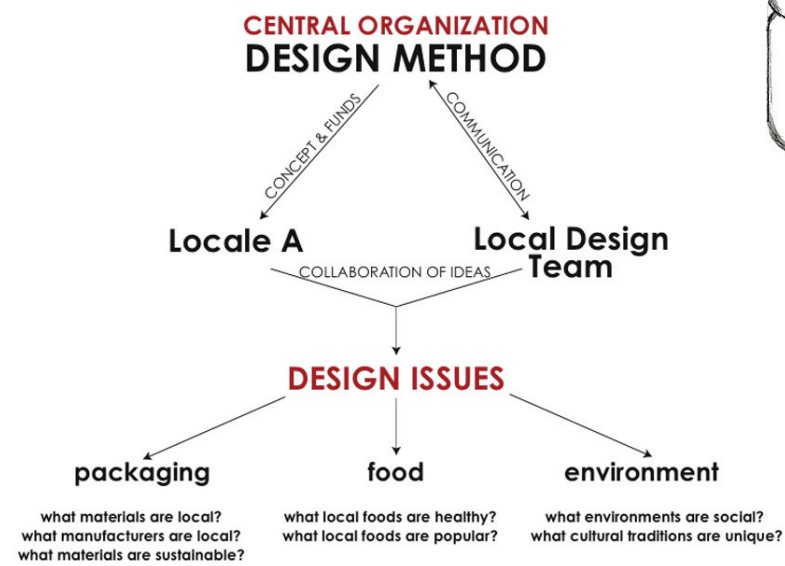 CENTRAL ORGANIZATION
DESIGN METHOD
CONCEPT & FUNDS
COMMUNICATION
Locale A
Local Design
Team
COLLABORATION OF IDEAS
DESIGN ISSUES
packaging
what materials are local?
what manufacturers are local?
what materials are sustainable?
food
what local foods are healthy?
what local foods are popular?
environment
what environments are social?
what cultural traditions are unique?